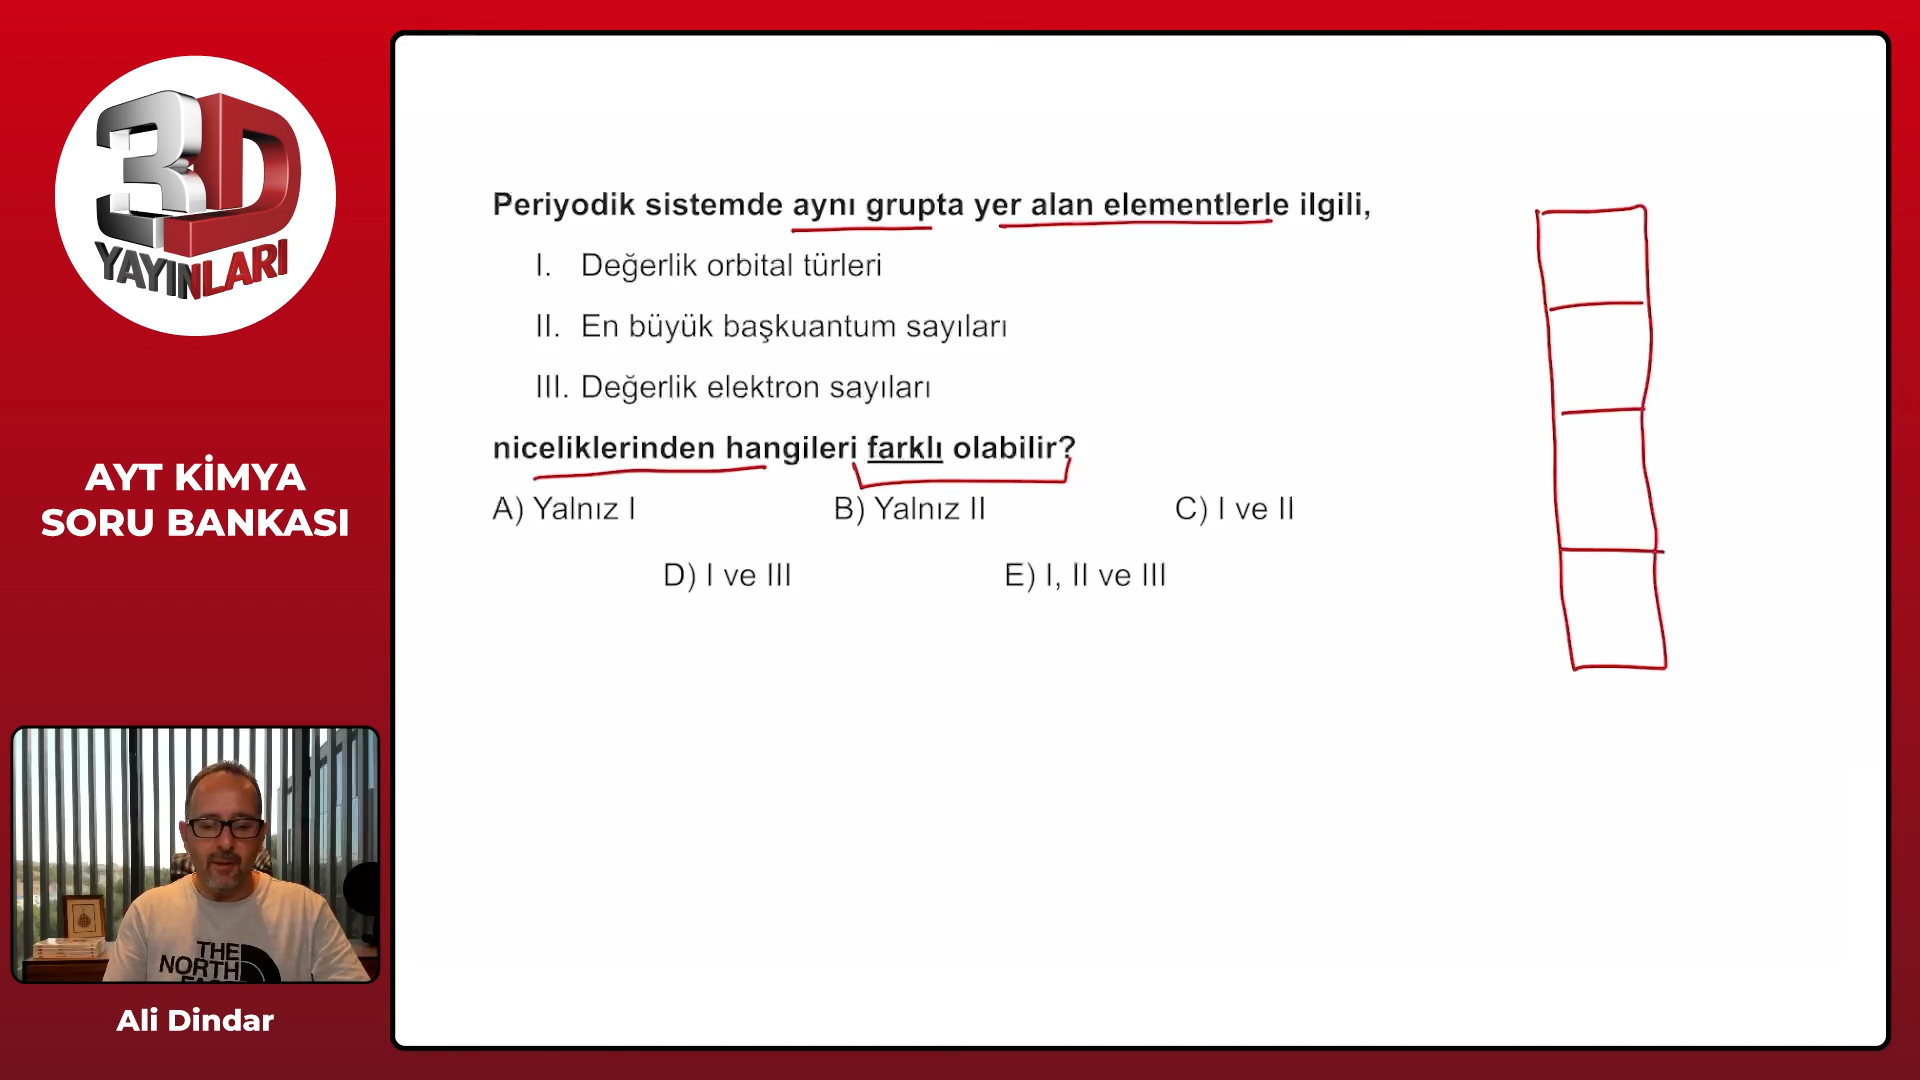 3D
YAYINLARI
AYT KİMYA
SORU BANKASI
Periyodik sistemde aynı grupta yer alan elementlerle ilgili,
I. Değerlik orbital türleri
II. En büyük başkuantum sayıları
III. Değerlik elektron sayıları
niceliklerinden hangileri farklı olabilir?
A) Yalnız I B) Yalnız II C) I ve II
D) I ve III E) I, II ve III
THE
NORTH
FACE
Ali Dindar